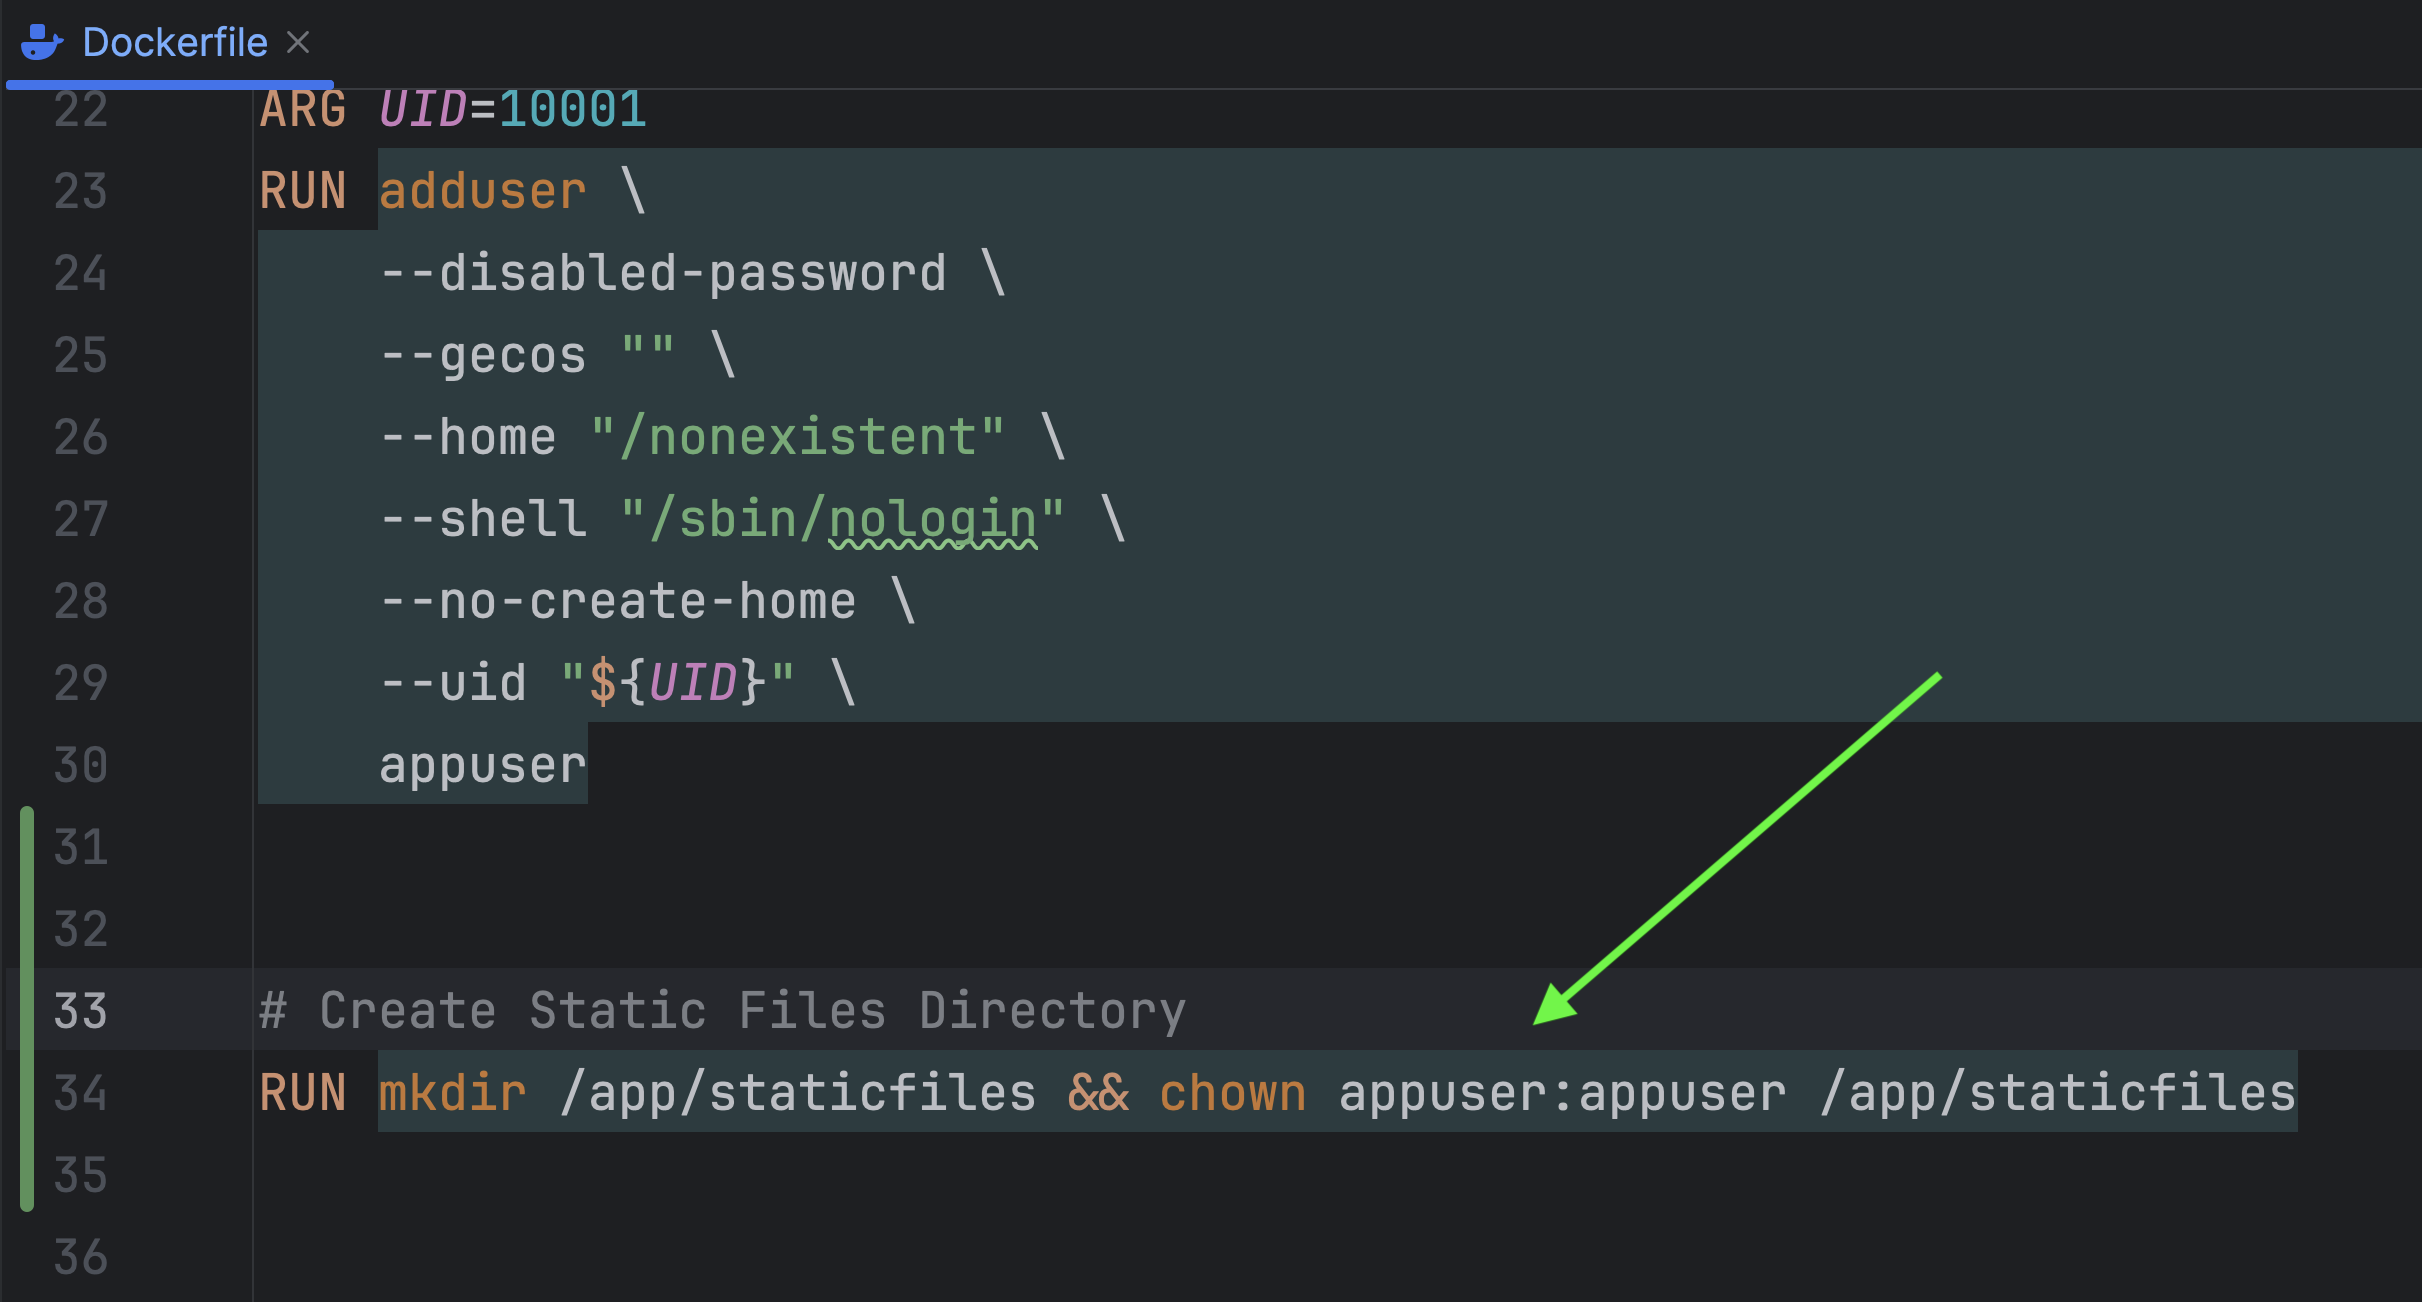 Dockerfile
22 ARG UID=10001
23 RUN adduser \
24     --disabled-password \
25     --gecos "" \
26     --home "/nonexistent" \
27     --shell "/sbin/nologin" \
28     --no-create-home \
29     --uid "${UID}" \
30     appuser
31
32
33 # Create Static Files Directory
34 RUN mkdir /app/staticfiles && chown appuser:appuser /app/staticfiles
35
36